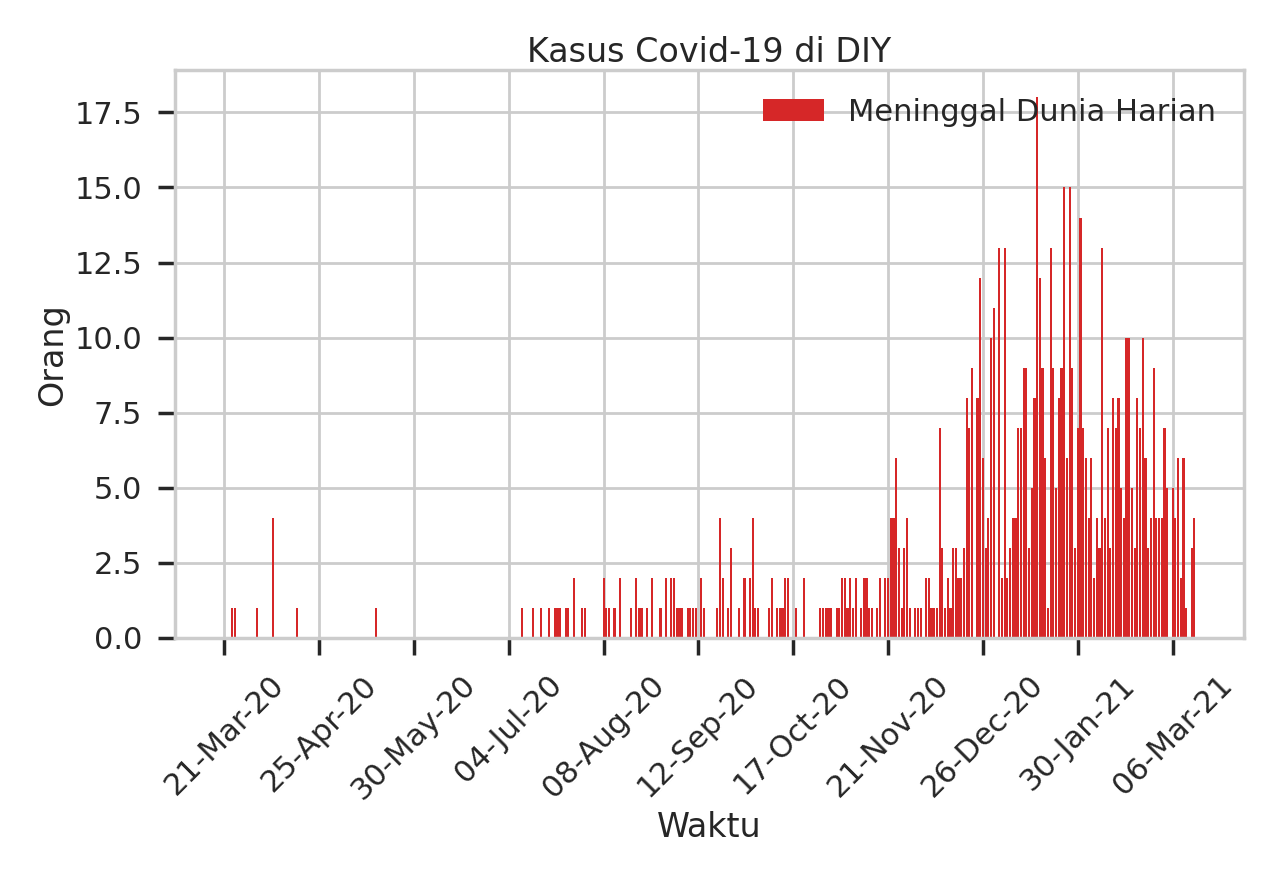 Kasus Covid-19 di DIY
Meninggal Dunia Harian
17.5
15.0
12.5
10.0
7.5
5.0
2.5
0.0
Orang
21-Mar-20
25-Apr-20
30-May-20
04-Jul-20
08-Aug-20
12-Sep-20
17-Oct-20
21-Nov-20
26-Dec-20
30-Jan-21
06-Mar-21
Waktu